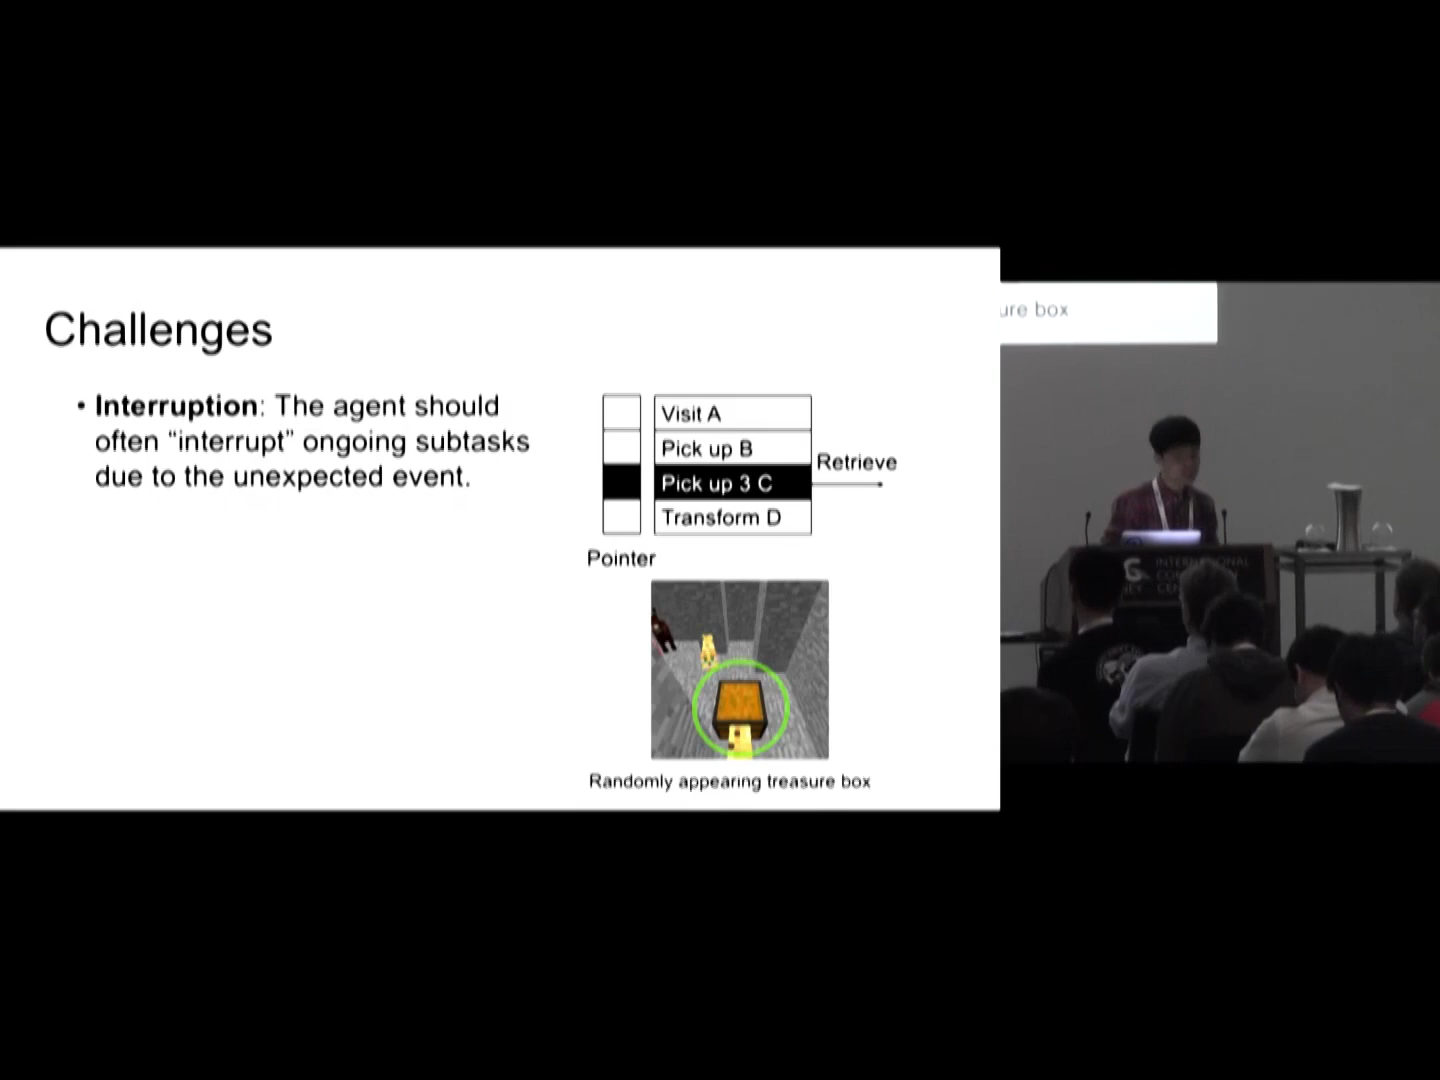 Challenges
• Interruption: The agent should
often “interrupt” ongoing subtasks
due to the unexpected event.
Visit A
Pick up B
Pick up 3 C
Transform D
Retrieve
Pointer
Randomly appearing treasure box
ure box
INTERNATIONAL